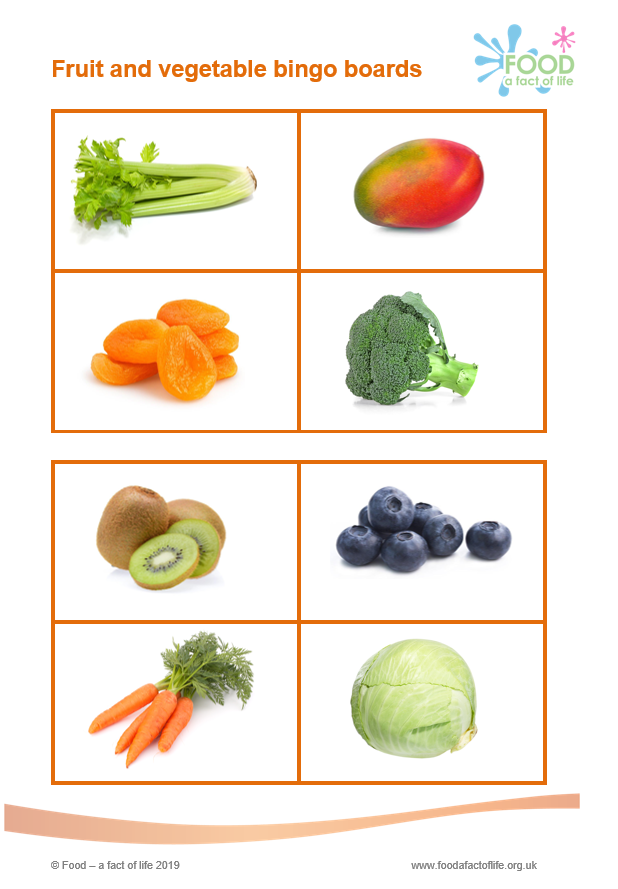 Fruit and vegetable bingo boards
FOOD
a fact of life
© Food – a fact of life 2019
www.foodafactoflife.org.uk